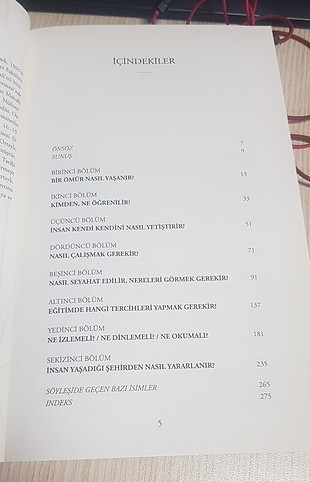 İÇİNDEKİLER
ÖNSÖZ 7
SUNUŞ 9
BİRİNCİ BÖLÜM
BİR ÖMÜR NASIL YAŞANIR? 13
İKİNCİ BÖLÜM
KİMDEN, NE ÖĞRENİLİR? 33
ÜÇÜNCÜ BÖLÜM
İNSAN KENDİ KENDİNİ NASIL YETİŞTİRİR? 51
DÖRDÜNCÜ BÖLÜM
NASIL ÇALIŞMAK GEREKİR? 71
BEŞİNCİ BÖLÜM
NASIL SEYAHAT EDİLİR, NERELERİ GÖRMEK GEREKİR? 91
ALTINCI BÖLÜM
EĞİTİMDE HANGİ TERCİHLERİ YAPMAK GEREKİR? 137
YEDİNCİ BÖLÜM
NE İZLEMELİ? / NE DİNLEMELİ? / NE OKUMALI? 181
SEKİZİNCİ BÖLÜM
İNSAN YAŞADIĞI ŞEHİRDEN NASIL YARARLANIR? 235
SÖYLEŞİDE GEÇEN BAZI İSİMLER 265
İNDEKS 275
5